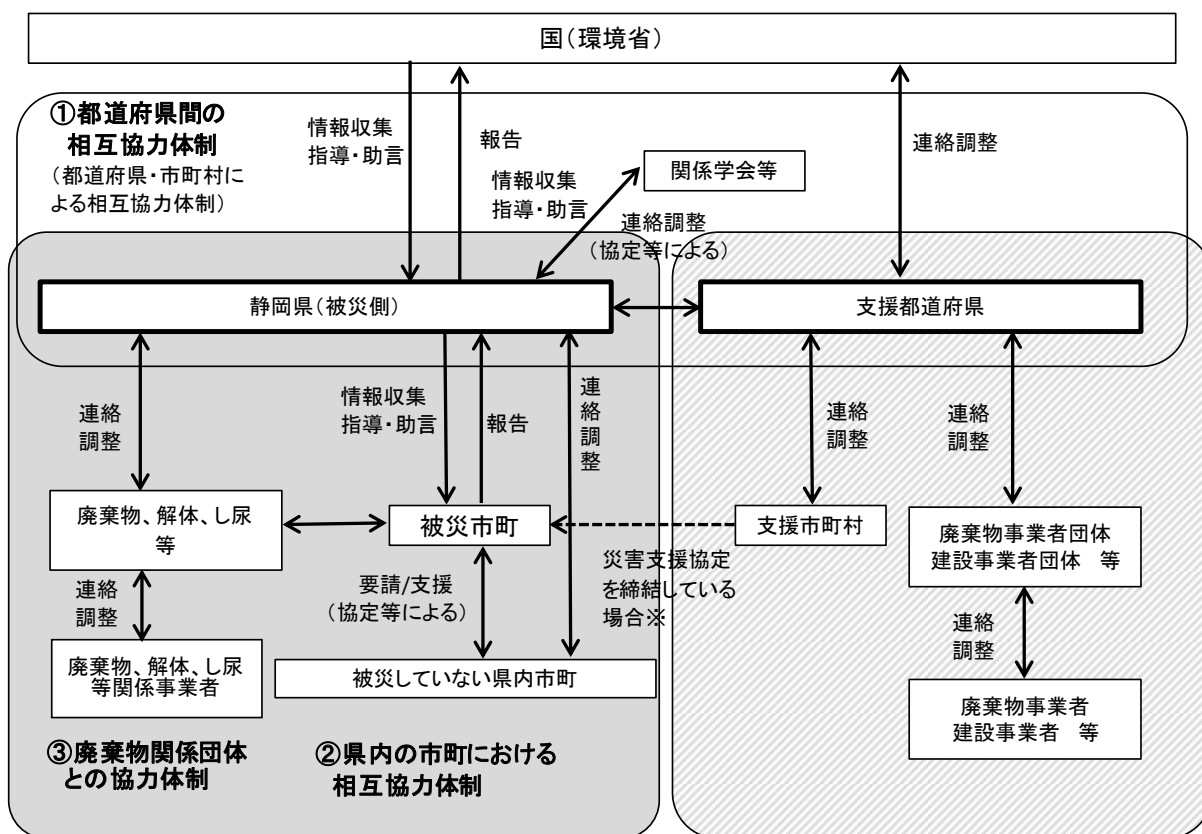 国(環境省)
①都道府県間の
相互協力体制
(都道府県・市町村に
よる相互協力体制)
情報収集
指導・助言
報告
情報収集
指導・助言
関係学会等
連絡調整
連絡調整
(協定等による)
静岡県(被災側)
支援都道府県
連絡
調整
情報収集
指導・助言
報告
連
絡
調
整
連絡
調整
連絡
調整
廃棄物、解体、し尿
等
被災市町
支援市町村
廃棄物事業者団体
建設事業者団体 等
災害支援協定
を締結している
場合※
連絡
調整
要請/支援
(協定等による)
連絡
調整
廃棄物、解体、し尿
等関係事業者
被災していない県内市町
廃棄物事業者
建設事業者 等
③廃棄物関係団体
との協力体制
②県内の市町における
相互協力体制